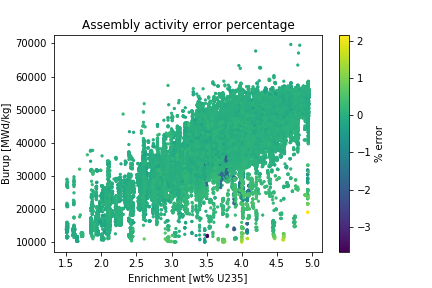 Assembly activity error percentage
70000
60000
50000
40000
30000
20000
10000
Burup [MWd/kg]
1.5 2.0 2.5 3.0 3.5 4.0 4.5 5.0
Enrichment [wt% U235]
2
1
0
−1
−2
−3
% error